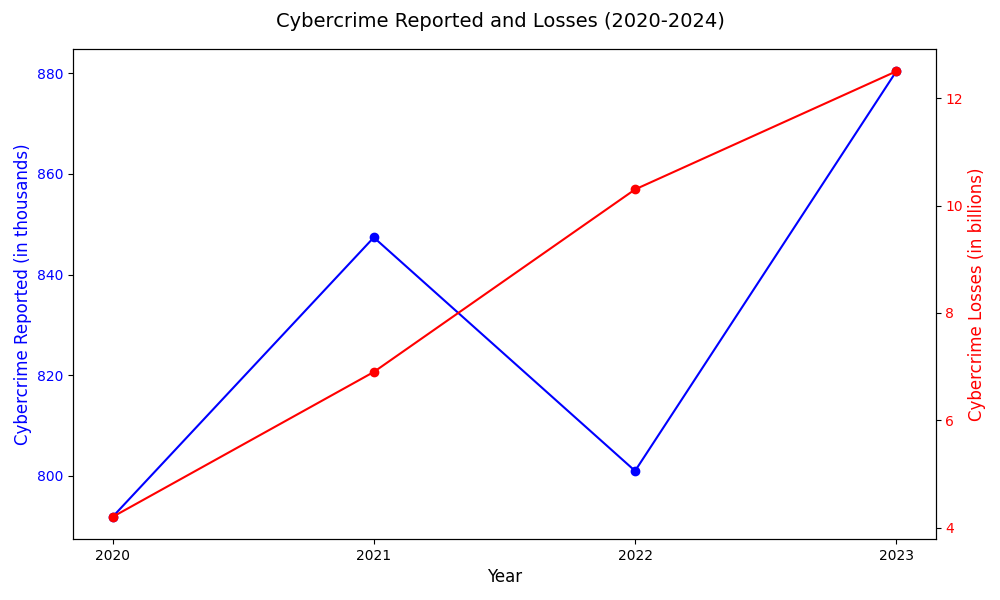 Cybercrime Reported and Losses (2020-2024)
Cybercrime Reported (in thousands)
880
860
840
820
800
12
10
8
6
4
Cybercrime Losses (in billions)
2020 2021 2022 2023
Year